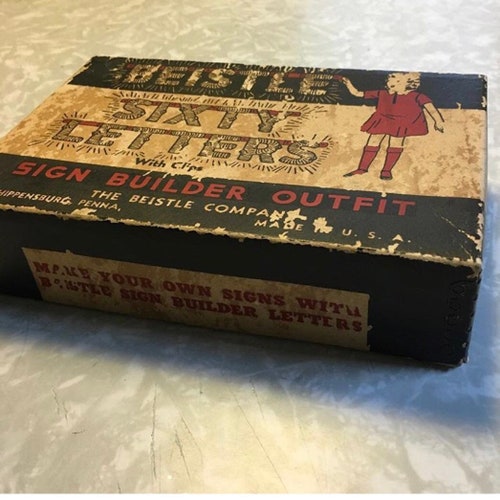 BEISTLE
SIXTY
LETTERS
With Clips
SIGN BUILDER OUTFIT
THE BEISTLE COMPANY
SHIPPENSBURG, PENNA,
MADE IN U. S. A.
MAKE YOUR OWN SIGNS WITH
BEISTLE SIGN BUILDER LETTERS